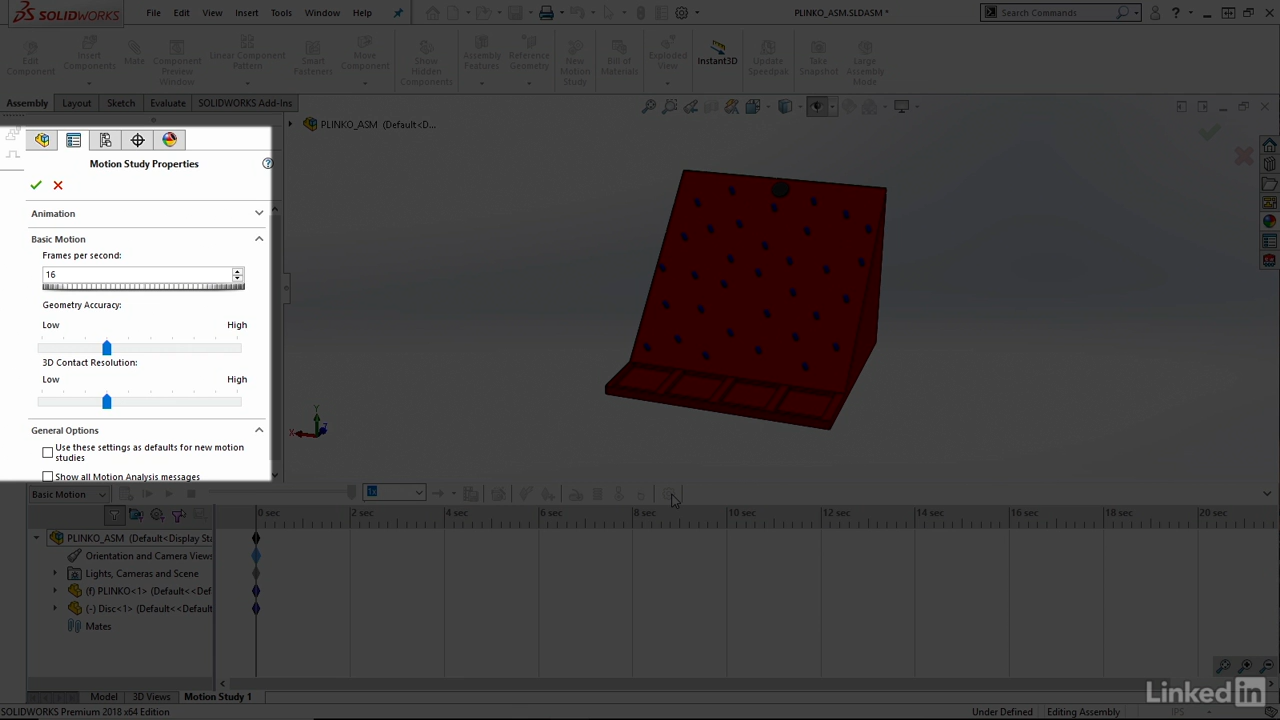 SOLIDWORKS
File Edit View Insert Tools Window Help
PLINKO_ASM.SLDASM *
Search Commands
Edit Component
Insert Components
Mate
Component Preview Window
Linear Component Pattern
Smart Fasteners
Move Component
Show Hidden Components
Assembly Features
Reference Geometry
New Motion Study
Bill of Materials
Exploded View
Instant3D
Update Speedpak
Take Snapshot
Large Assembly Mode
Assembly Layout Sketch Evaluate SOLIDWORKS Add-Ins
PLINKO_ASM (Default<D...
Motion Study Properties
Animation
Basic Motion
Frames per second:
16
Geometry Accuracy:
Low High
3D Contact Resolution:
Low High
General Options
Use these settings as defaults for new motion
studies
Show all Motion Analysis messages
Y
X
Basic Motion
1x
0 sec 2 sec 4 sec 6 sec 8 sec 10 sec 12 sec 14 sec 16 sec 18 sec 20 sec
PLINKO_ASM (Default<Display Sta
Orientation and Camera Views
Lights, Cameras and Scene
(f) PLINKO<1> (Default<<Def
(-) Disc<1> (Default<<Default
Mates
Model 3D Views Motion Study 1
SOLIDWORKS Premium 2018 x64 Edition
Under Defined Editing Assembly IPS
LinkedIn